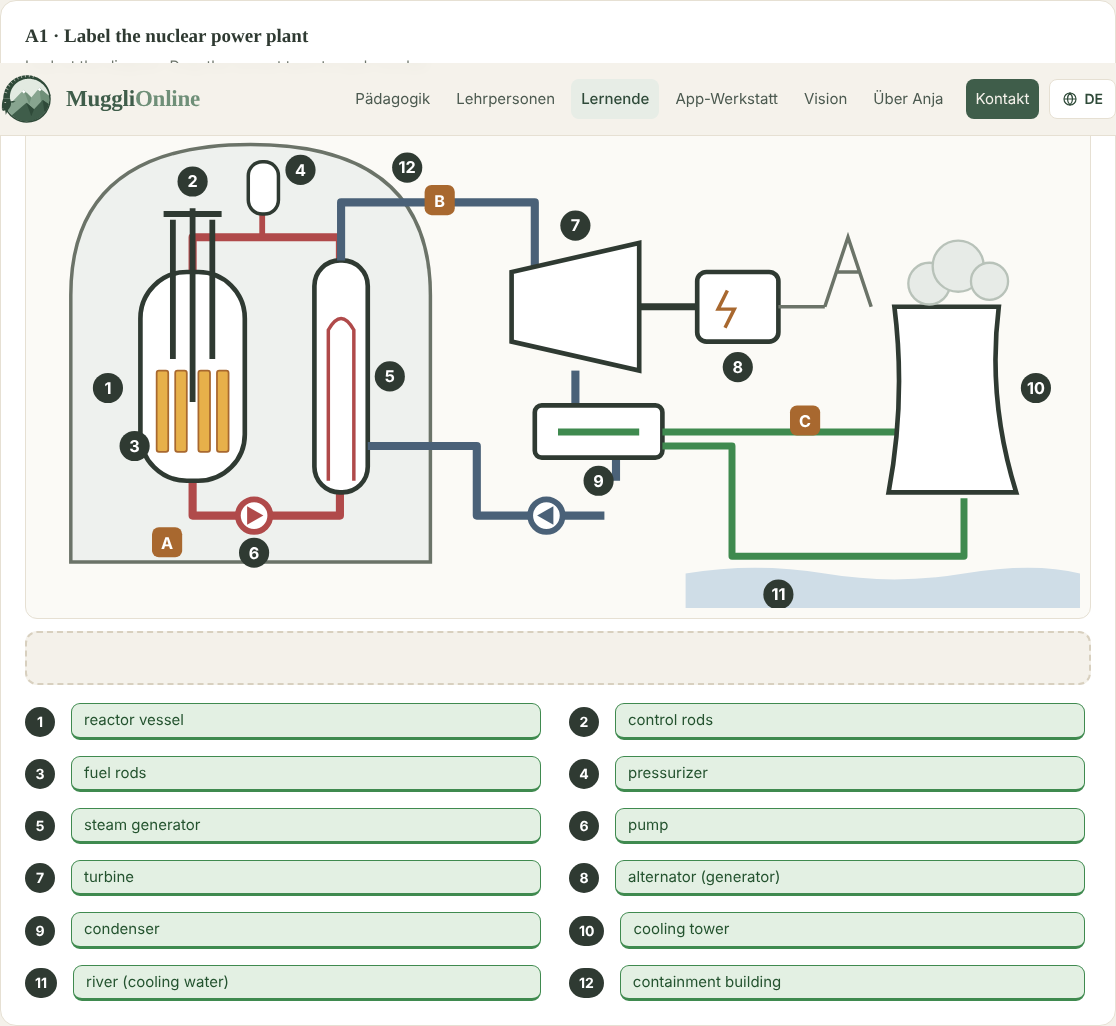 A1 · Label the nuclear power plant
MuggliOnline
Pädagogik
Lehrpersonen
Lernende
App-Werkstatt
Vision
Über Anja
Kontakt
DE
4
12
2
B
7
1
5
8
10
3
C
9
A
6
11
1 reactor vessel
2 control rods
3 fuel rods
4 pressurizer
5 steam generator
6 pump
7 turbine
8 alternator (generator)
9 condenser
10 cooling tower
11 river (cooling water)
12 containment building